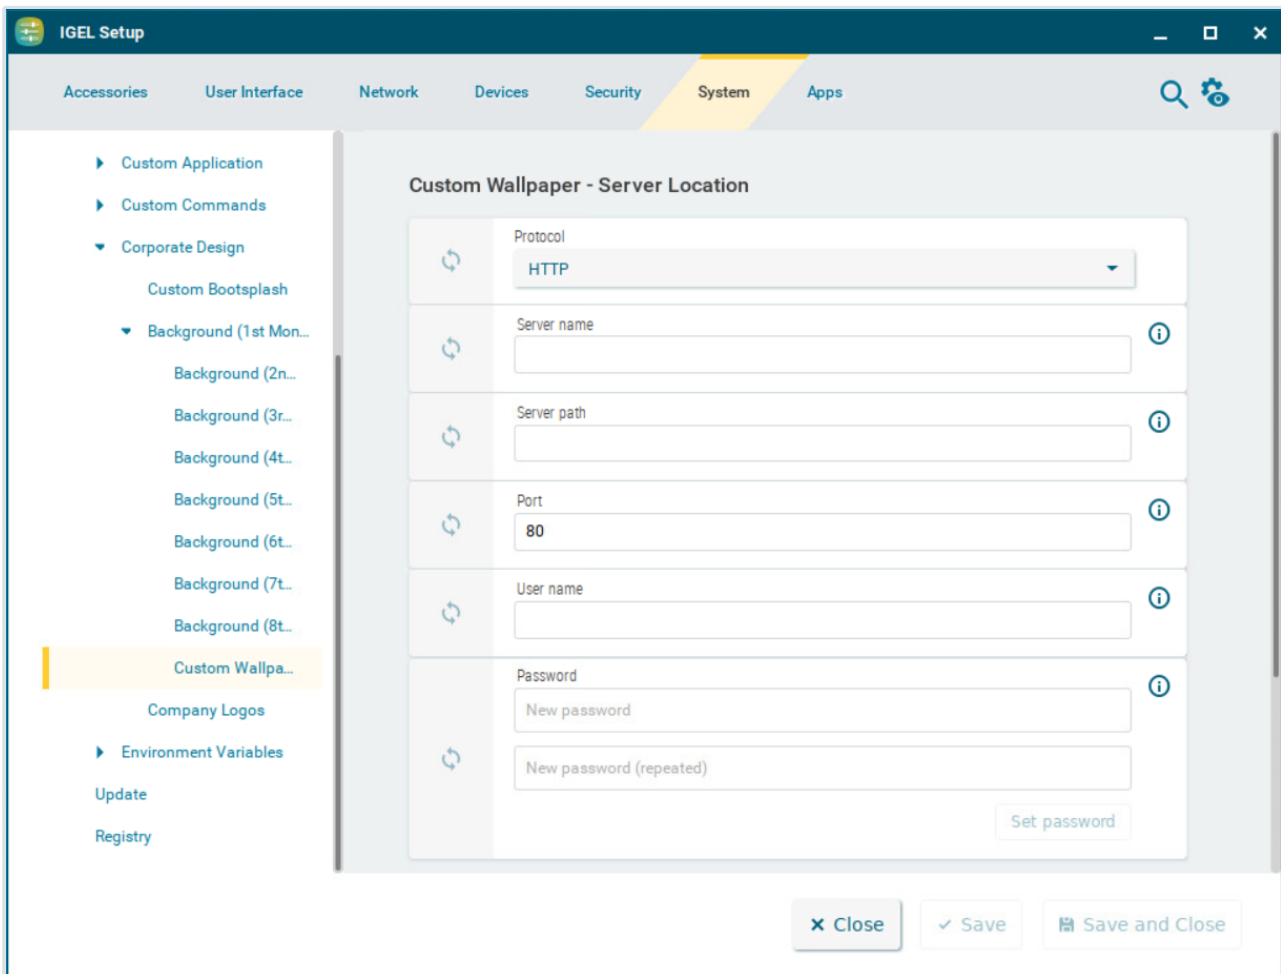 IGEL Setup
Accessories User Interface Network Devices Security System Apps
Custom Application
Custom Commands
Corporate Design
Custom Bootsplash
Background (1st Mon...
Background (2n...
Background (3r...
Background (4t...
Background (5t...
Background (6t...
Background (7t...
Background (8t...
Custom Wallpa...
Company Logos
Environment Variables
Update
Registry
Custom Wallpaper - Server Location
Protocol
HTTP
Server name
Server path
Port
80
User name
Password
New password
New password (repeated)
Set password
Close Save Save and Close